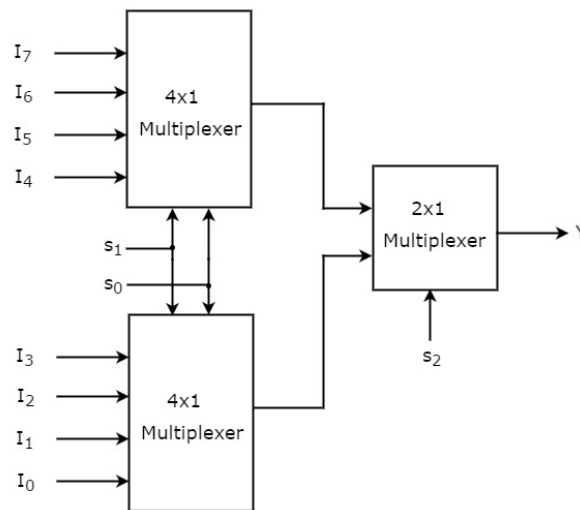 I₇
I₆
I₅
I₄
4x1
Multiplexer
s₁
s₀
I₃
I₂
I₁
I₀
4x1
Multiplexer
2x1
Multiplexer
s₂
Y